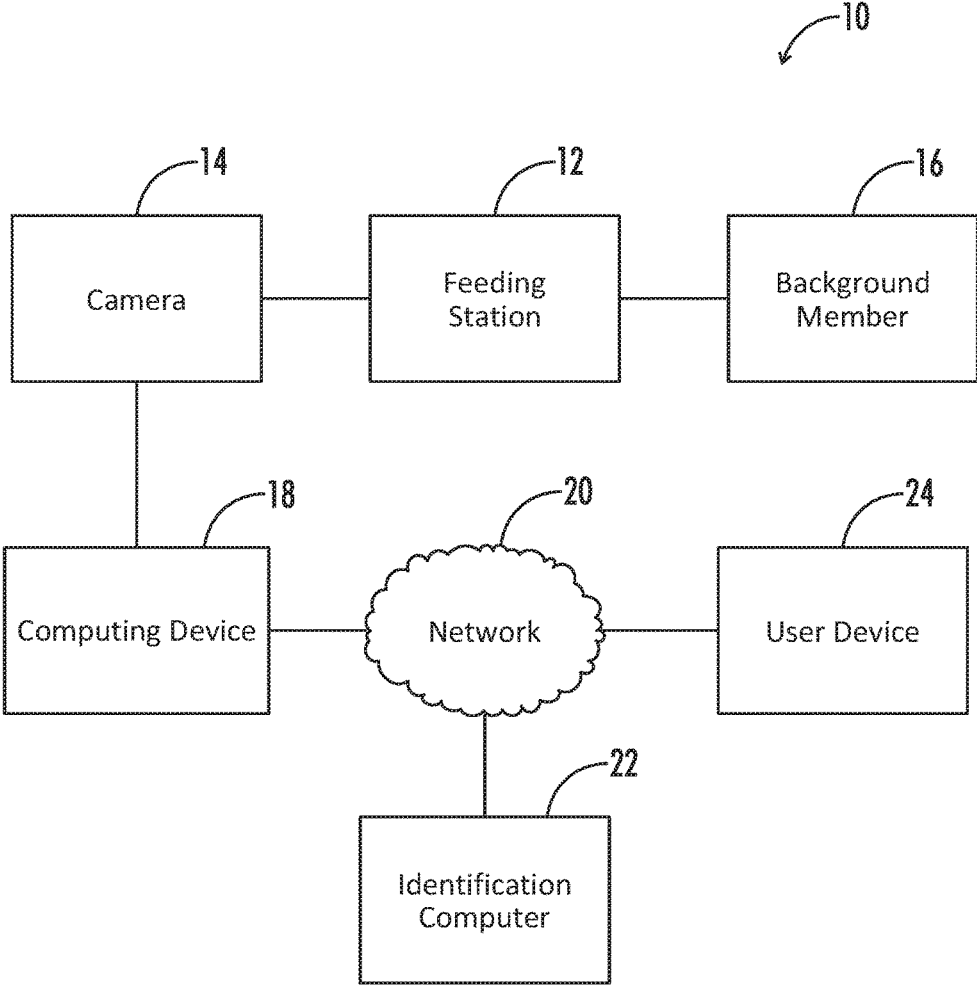 10
14
12
16
Camera
Feeding
Station
Background
Member
18
20
24
Computing Device
Network
User Device
22
Identification
Computer